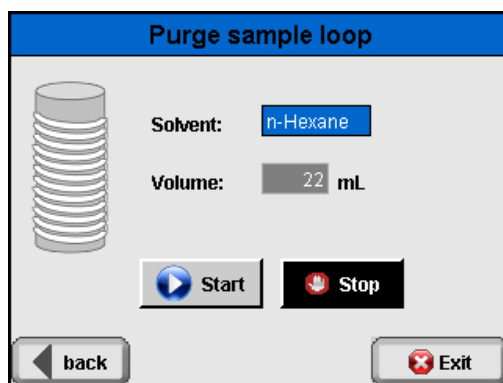 Purge sample loop
Solvent: n-Hexane
Volume: 22 mL
Start Stop
back Exit